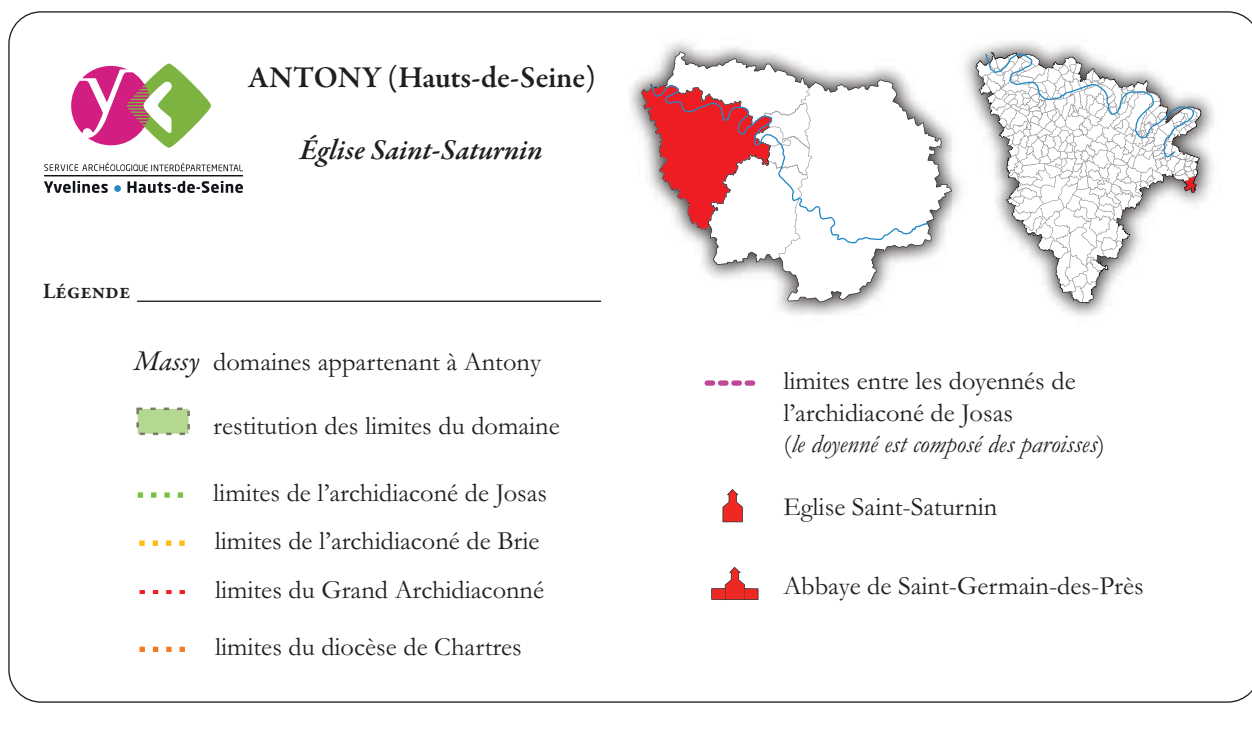 yc
SERVICE ARCHÉOLOGIQUE INTERDÉPARTEMENTAL
Yvelines • Hauts-de-Seine
ANTONY (Hauts-de-Seine)
Église Saint-Saturnin
LÉGENDE
Massy domaines appartenant à Antony
restitution des limites du domaine
limites de l’archidiaconé de Josas
limites de l’archidiaconé de Brie
limites du Grand Archidiaconné
limites du diocèse de Chartres
limites entre les doyennés de
l’archidiaconé de Josas
(le doyenné est composé des paroisses)
Eglise Saint-Saturnin
Abbaye de Saint-Germain-des-Près